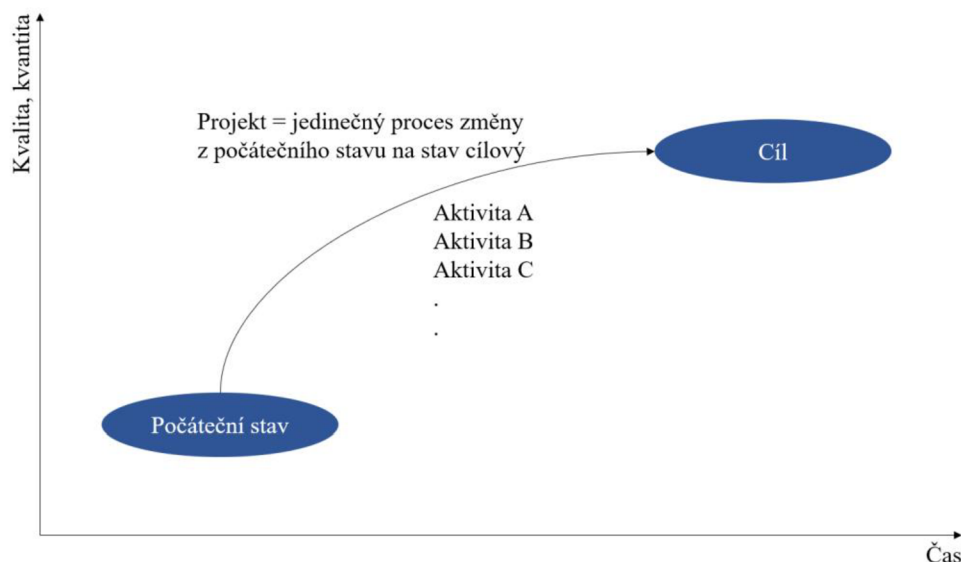 Kvalita, kvantita
Projekt = jedinečný proces změny
z počátečního stavu na stav cílový
Cíl
Aktivita A
Aktivita B
Aktivita C
.
.
Počáteční stav
Čas